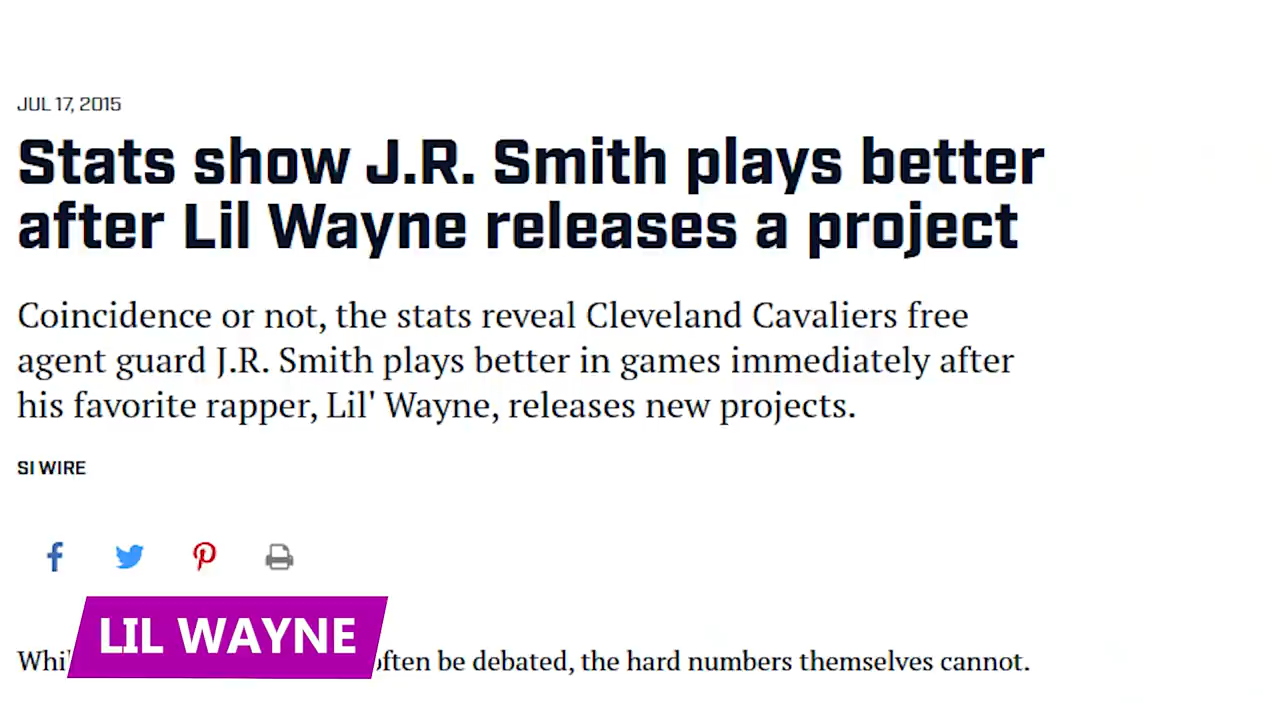 JUL 17, 2015
Stats show J.R. Smith plays better
after Lil Wayne releases a project
Coincidence or not, the stats reveal Cleveland Cavaliers free
agent guard J.R. Smith plays better in games immediately after
his favorite rapper, Lil' Wayne, releases new projects.
SI WIRE
LIL WAYNE
be debated, the hard numbers themselves cannot.